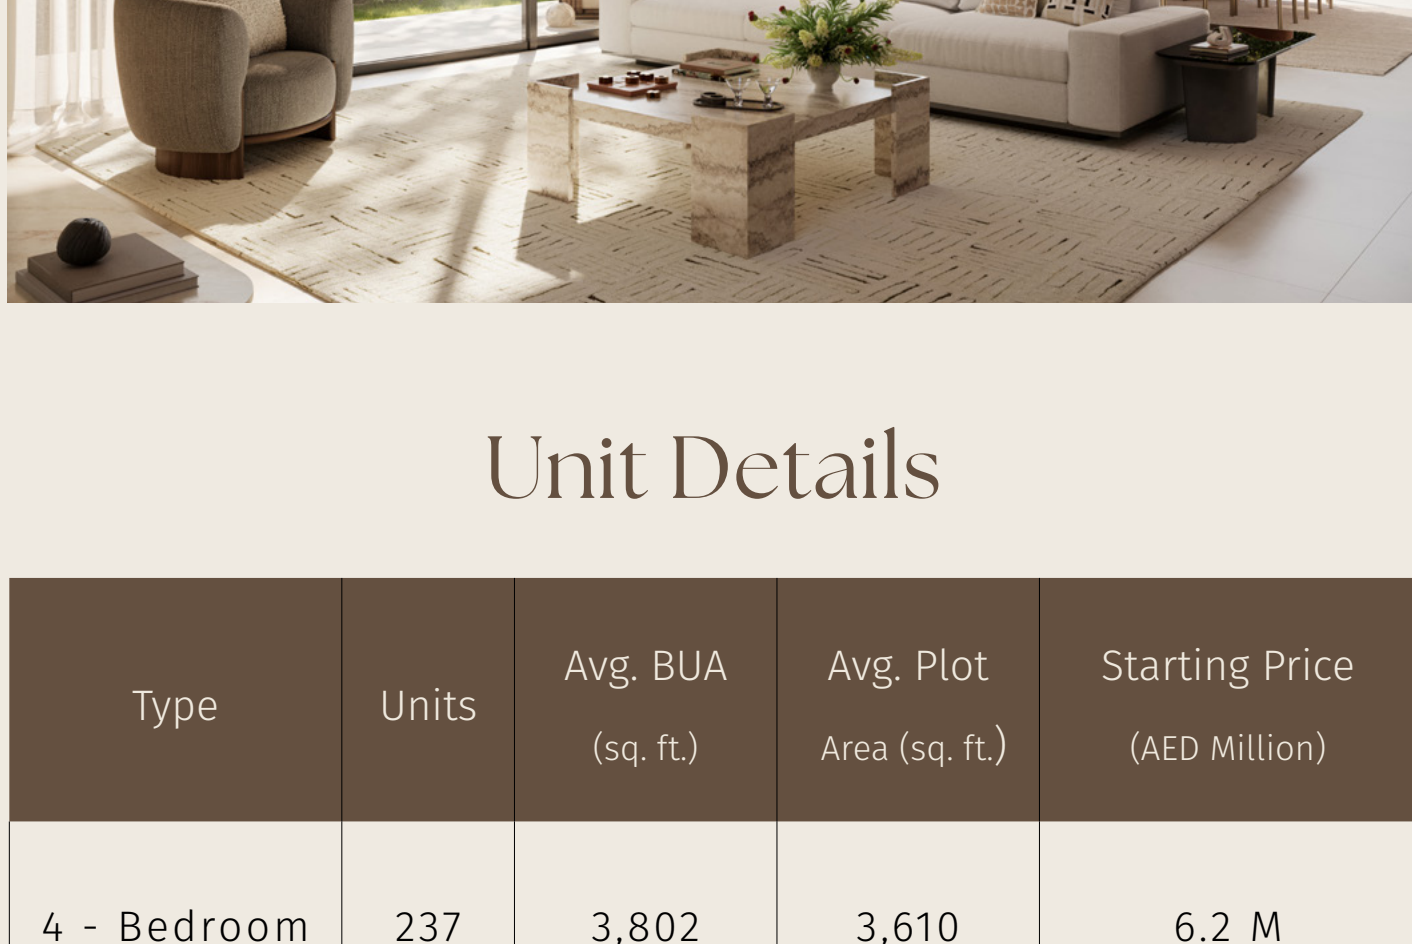 Unit Details
Type
Units
Avg. BUA
(sq. ft.)
Avg. Plot
Area (sq. ft.)
Starting Price
(AED Million)
4 - Bedroom
237
3,802
3,610
6.2 M